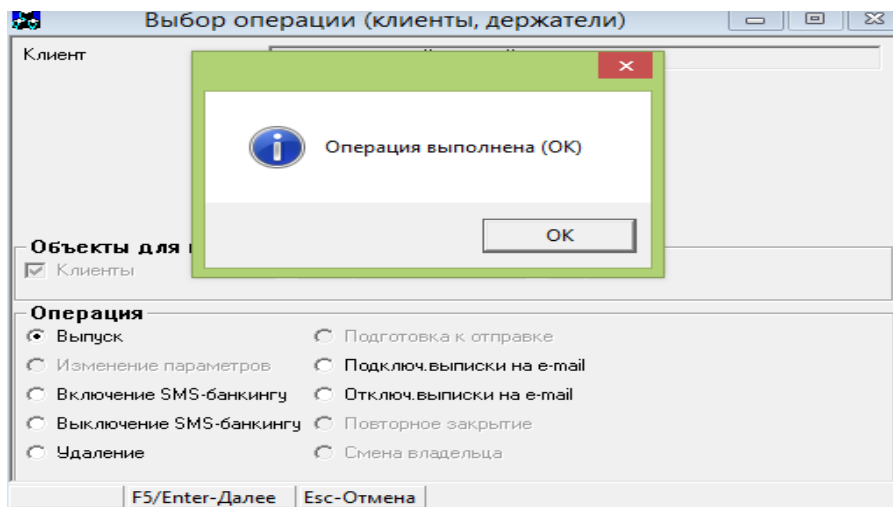 Выбор операции (клиенты, держатели)
Клиент
Операция выполнена (OK)
OK
Объекты для
Клиенты
Операция
Выпуск
Подготовка к отправке
Изменение параметров
Подключ.выписки на e-mail
Включение SMS-банкингу
Отключ.выписки на e-mail
Выключение SMS-банкингу
Повторное закрытие
Удаление
Смена владельца
F5/Enter-Далее
Esc-Отмена